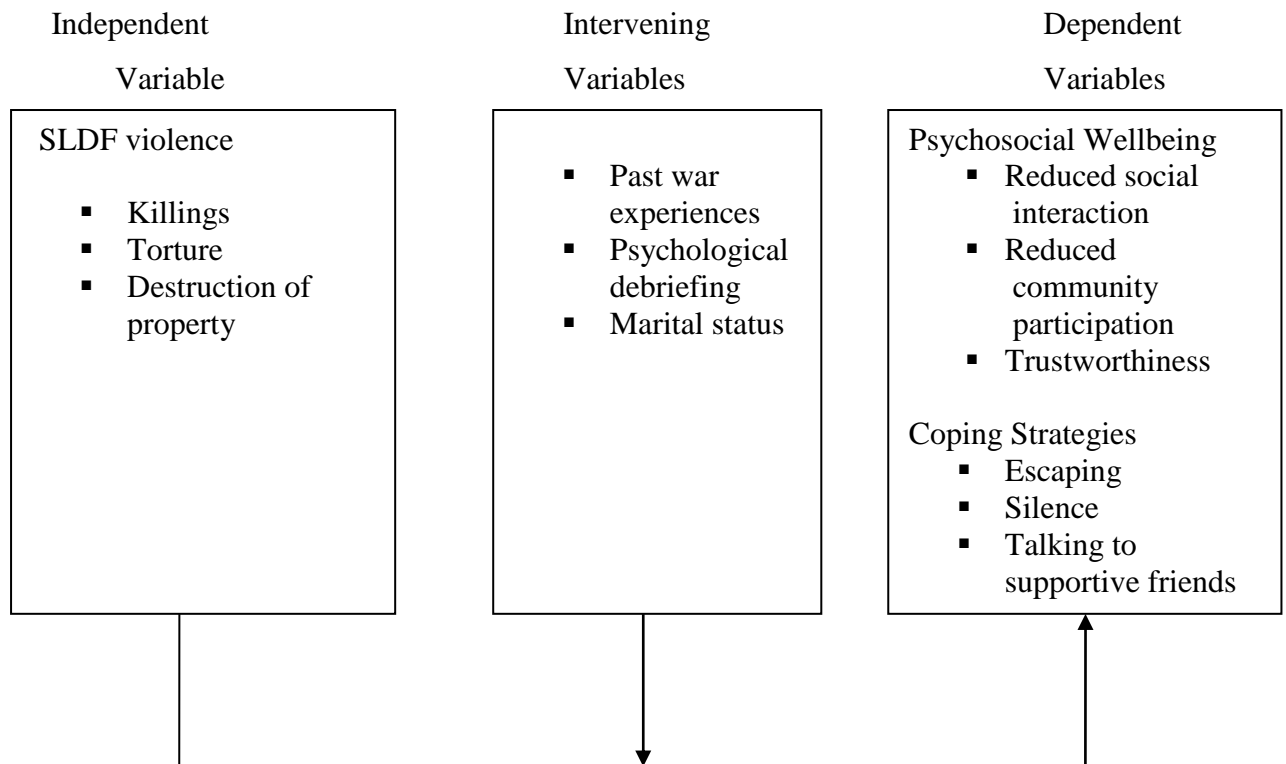 Independent
Variable
Intervening
Variables
Dependent
Variables
SLDF violence
▪ Killings
▪ Torture
▪ Destruction of
property
▪ Past war
experiences
▪ Psychological
debriefing
▪ Marital status
Psychosocial Wellbeing
▪ Reduced social
interaction
▪ Reduced
community
participation
▪ Trustworthiness
Coping Strategies
▪ Escaping
▪ Silence
▪ Talking to
supportive friends